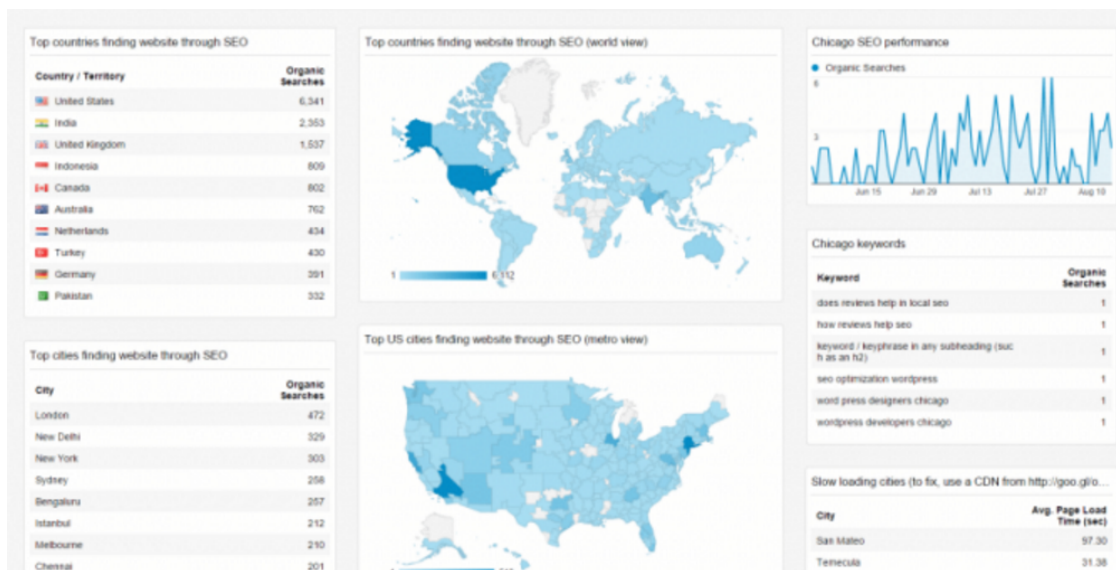 Top countries finding website through SEO
Country / Territory Organic Searches
United States 6,341
India 2,353
United Kingdom 1,537
Indonesia 809
Canada 802
Australia 762
Netherlands 434
Turkey 430
Germany 391
Pakistan 332
Top cities finding website through SEO
City Organic Searches
London 472
New Delhi 329
New York 303
Sydney 258
Bengaluru 257
Istanbul 212
Melbourne 210
Chennai 201
Top countries finding website through SEO (world view)
1 6,112
Top US cities finding website through SEO (metro view)
Chicago SEO performance
Organic Searches
6
3
Jun 15 Jun 29 Jul 13 Jul 27 Aug 10
Chicago keywords
Keyword Organic Searches
does reviews help in local seo 1
how reviews help seo 1
keyword / keyphrase in any subheading (suc
h as an h2) 1
seo optimization wordpress 1
word press designers chicago 1
wordpress developers chicago 1
Slow loading cities (to fix, use a CDN from http://goo.gl/o...
City Avg. Page Load Time (sec)
San Mateo 97.30
Temecula 31.38